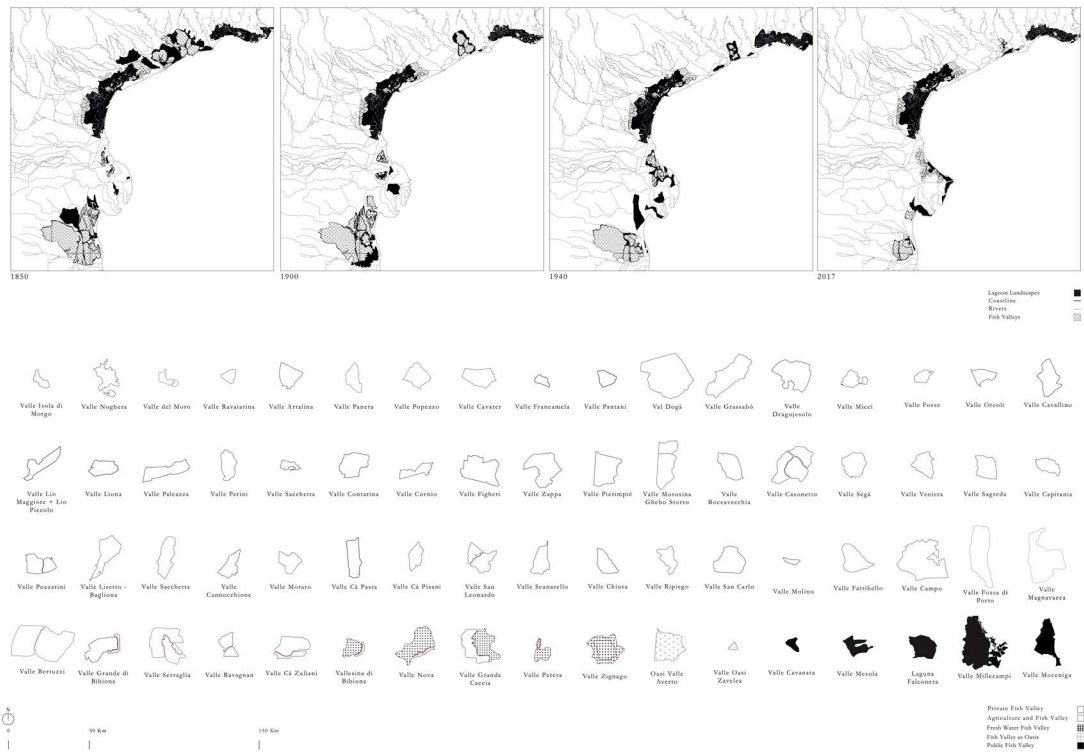 1850
1900
1940
2017
Lagoon Landscapes
Coastline
Rivers
Fish Valleys
Valle Isola di
Morgo
Valle Noghera
Valle del Moro
Valle Ravaiarina
Valle Artalina
Valle Panera
Valle Popezzo
Valle Cavarer
Valle Franeamela
Valle Pantani
Val Dogá
Valle Grassabò
Valle
Dragojesolo
Valle Micei
Valle Fosse
Valle Orcoli
Valle Cavallino
Valle Lio
Maggiore + Lio
Piccolo
Valle Liona
Valle Paleazza
Valle Perini
Valle Sacchetta
Valle Contarina
Valle Cornio
Valle Figheri
Valle Zappa
Valle Pierimpié
Valle Morosina
Ghebo Storto
Valle
Boccavecchia
Valle Casonetto
Valle Segà
Valle Veniera
Valle Sagreda
Valle Capitania
Valle Pozzatini
Valle Lisetto -
Bagliona
Valle Sacchetta
Valle
Cannocchione
Valle Moraro
Valle Cà Pasta
Valle Cà Pisani
Valle San
Leonardo
Valle Scanarello
Valle Chiusa
Valle Ripiego
Valle San Carlo
Valle Molino
Valle Fattibello
Valle Campo
Valle Fossa di
Porto
Valle
Magnavacca
Valle Bertuzzi
Valle Grande di
Bibione
Valle Serraglia
Valle Ravagnan
Valle Cà Zuliani
Vallesina di
Bibione
Valle Nova
Valle Grande
Caccia
Valle Perera
Valle Zignago
Oasi Valle
Averto
Valle Oasi
Zavelea
Valle Cavanata
Valle Mesola
Laguna
Falconera
Valle Millecampi
Valle Moceniga
N
0
30 Km
150 Km
Private Fish Valley
Agriculture and Fish Valley
Fresh Water Fish Valley
Fish Valley as Oasis
Public Fish Valley